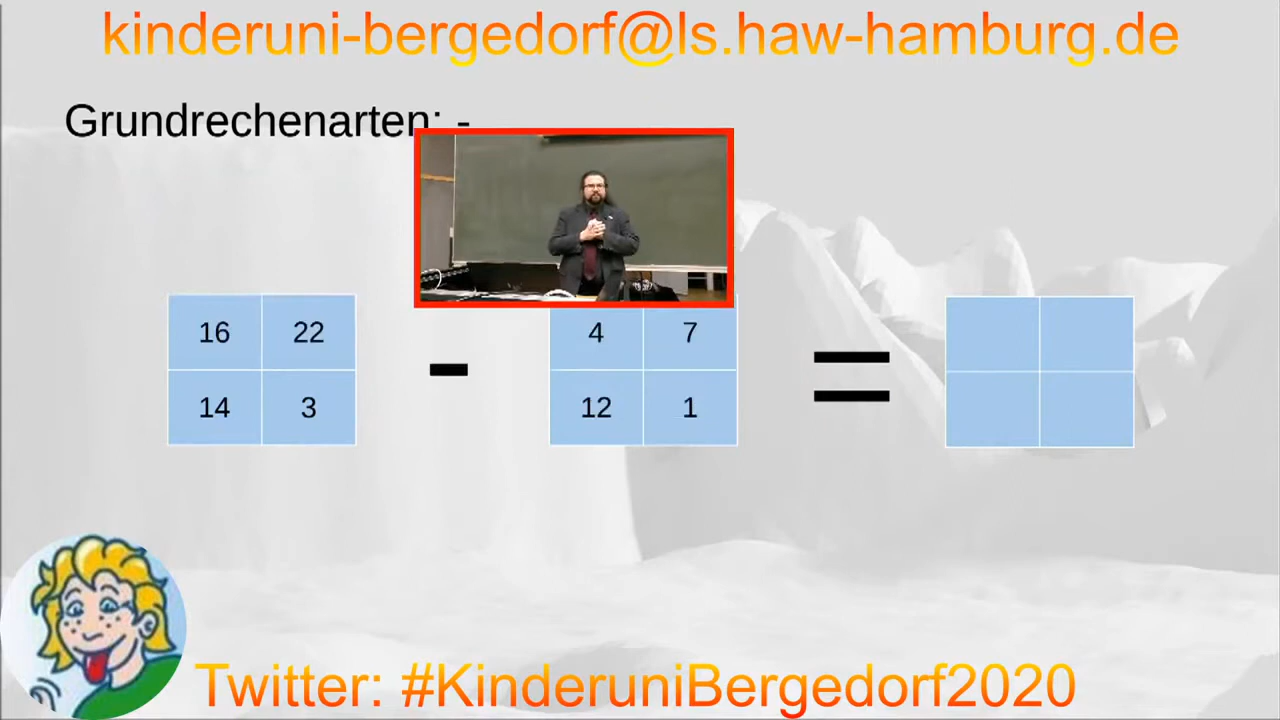 kinderuni-bergedorf@ls.haw-hamburg.de
Grundrechenarten: -
16 22 4 7
- =
14 3 12 1
Twitter: #KinderuniBergedorf2020